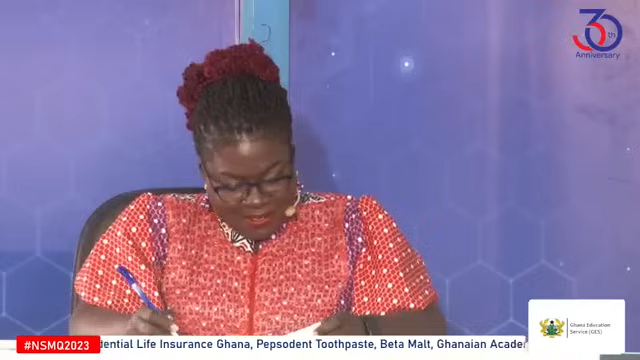 30th
Anniversary
Ghana Education
Service (GES)
#NSMQ2023
dential Life Insurance Ghana, Pepsodent Toothpaste, Beta Malt, Ghanaian Acade